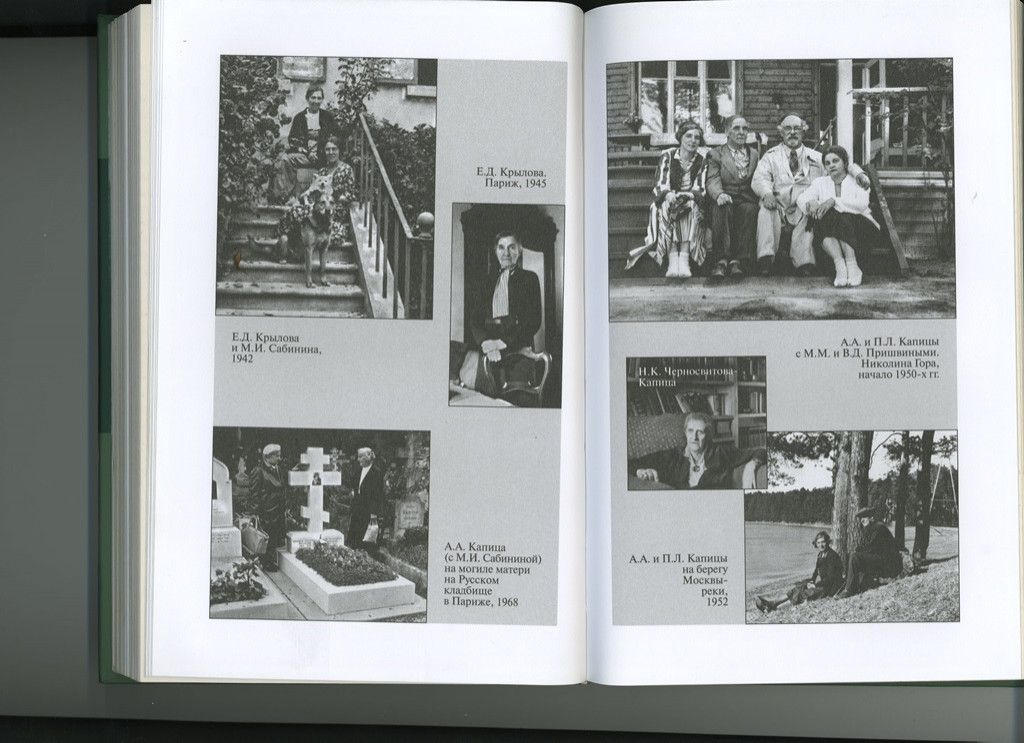 Е.Д. Крылова.
Париж, 1945
Е.Д. Крылова
и М.И. Сабинина,
1942
А.А. Капица
(с М.И. Сабининой)
на могиле матери
на Русском
кладбище
в Париже, 1968
А.А. и П.Л. Капицы
с М.М. и В.Д. Пришвиными.
Николина Гора,
начало 1950-х гг.
Н.К. Черносвитова-
Капица
А.А. и П.Л. Капицы
на берегу
Москвы-
реки,
1952